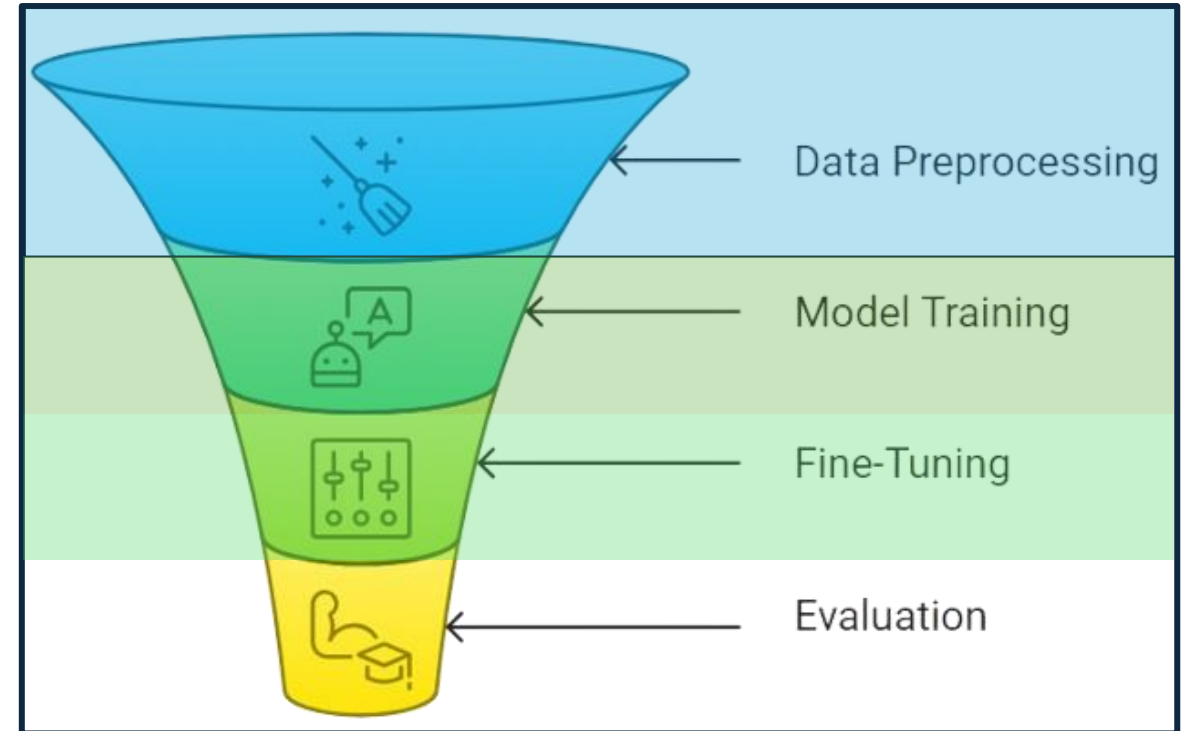 Data Preprocessing
A
Model Training
Fine-Tuning
Evaluation